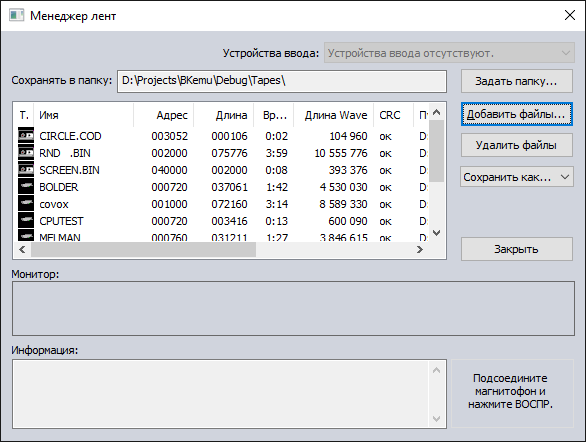 Менеджер лент
Устройства ввода: Устройства ввода отсутствуют.
Сохранять в папку: D:\Projects\BKemu\Debug\Tapes\ Задать папку...
Добавить файлы...
Удалить файлы
Сохранить как...
Закрыть
Т. Имя Адрес Длина Вр... Длина Wave CRC П
CIRCLE.COD 003052 000106 0:02 104 960 ок D:
RND .BIN 002000 075776 3:59 10 555 776 ок D:
SCREEN.BIN 040000 002000 0:08 393 376 ок D:
BOLDER 000720 037061 1:42 4 530 030 ок D:
covox 001000 072160 3:14 8 589 330 ок D:
CPUTEST 000720 003416 0:13 600 090 ок D:
MELMAN 000760 031211 1:27 3 846 615 ок D:
Монитор:
Информация:
Подсоедините
магнитофон и
нажмите ВОСПР.